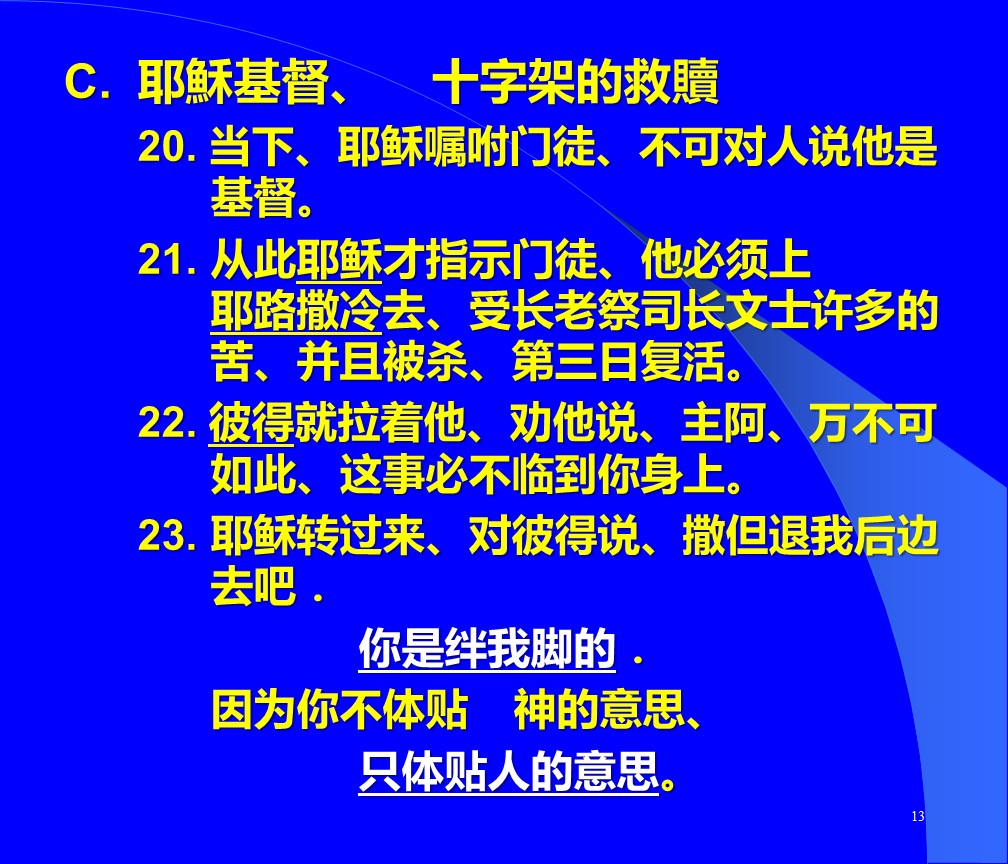 C. 耶穌基督、 十字架的救贖
20. 当下、耶稣嘱咐门徒、不可对人说他是
基督。
21. 从此耶稣才指示门徒、他必须上
耶路撒冷去、受长老祭司长文士许多的
苦、并且被杀、第三日复活。
22. 彼得就拉着他、劝他说、主阿、万不可
如此、这事必不临到你身上。
23. 耶稣转过来、对彼得说、撒但退我后边
去吧．
你是绊我脚的．
因为你不体贴　神的意思、
只体贴人的意思。
13